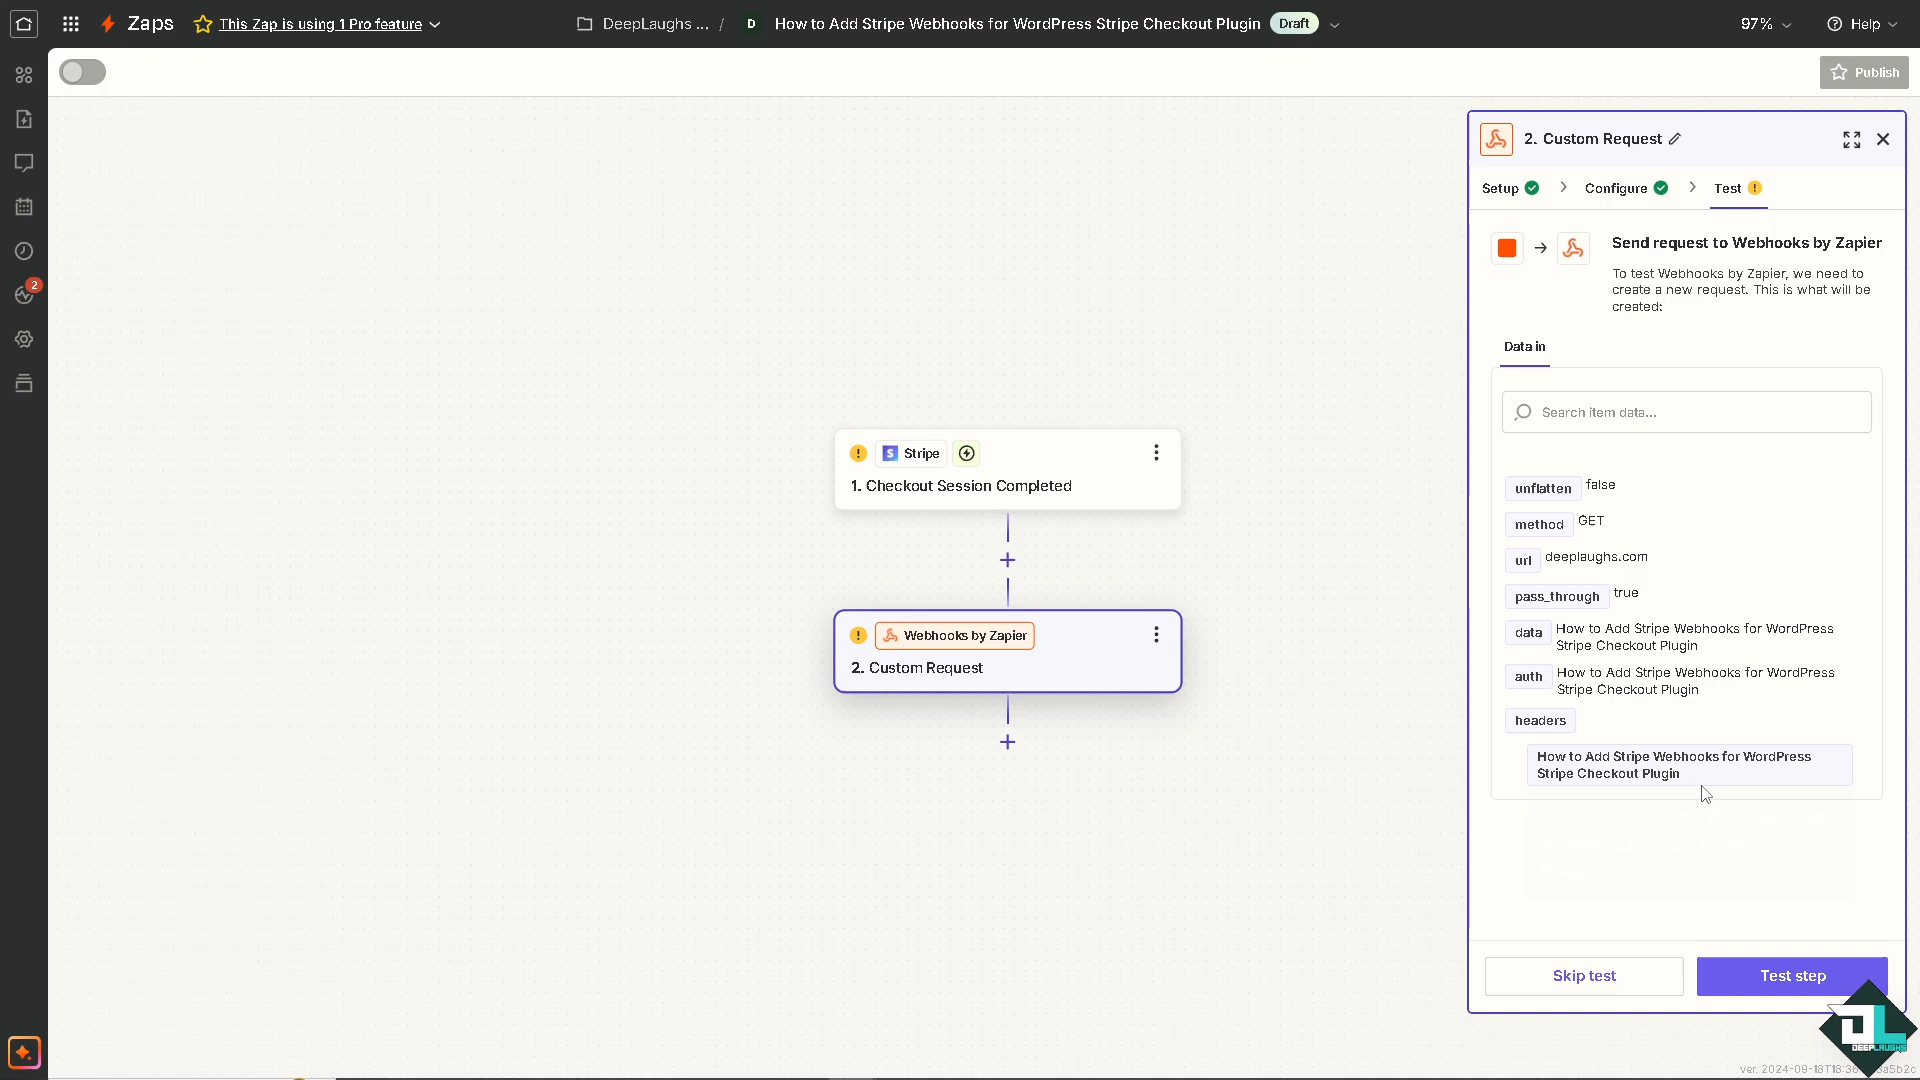 Zaps
This Zap is using 1 Pro feature
DeepLaughs ... / D How to Add Stripe Webhooks for WordPress Stripe Checkout Plugin Draft
97%
Help
Publish
2
2. Custom Request
Setup
Configure
Test
Send request to Webhooks by Zapier
To test Webhooks by Zapier, we need to
create a new request. This is what will be
created:
Data in
Search item data...
unflatten false
method GET
url deeplaughs.com
pass_through true
data How to Add Stripe Webhooks for WordPress
Stripe Checkout Plugin
auth How to Add Stripe Webhooks for WordPress
Stripe Checkout Plugin
headers
How to Add Stripe Webhooks for WordPress
Stripe Checkout Plugin
Skip test
Test step
Stripe
1. Checkout Session Completed
Webhooks by Zapier
2. Custom Request
DEEPLAUGHS